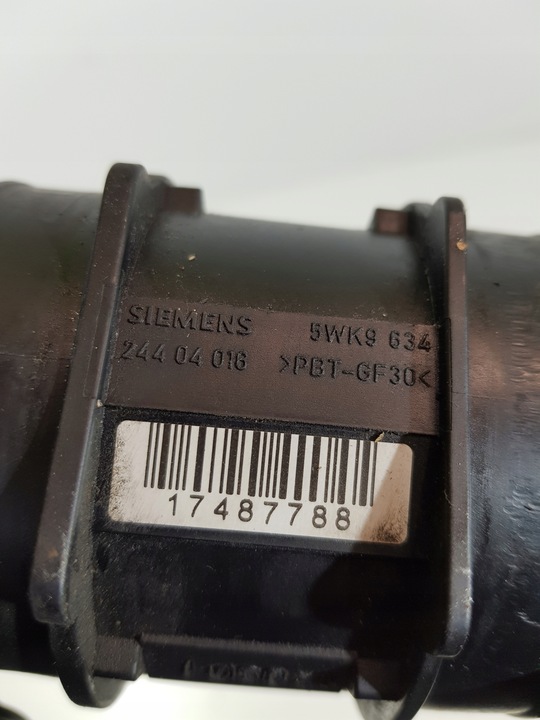 SIEMENS 5WK9 634
244 04 016 >PBT-GF30<
17487788